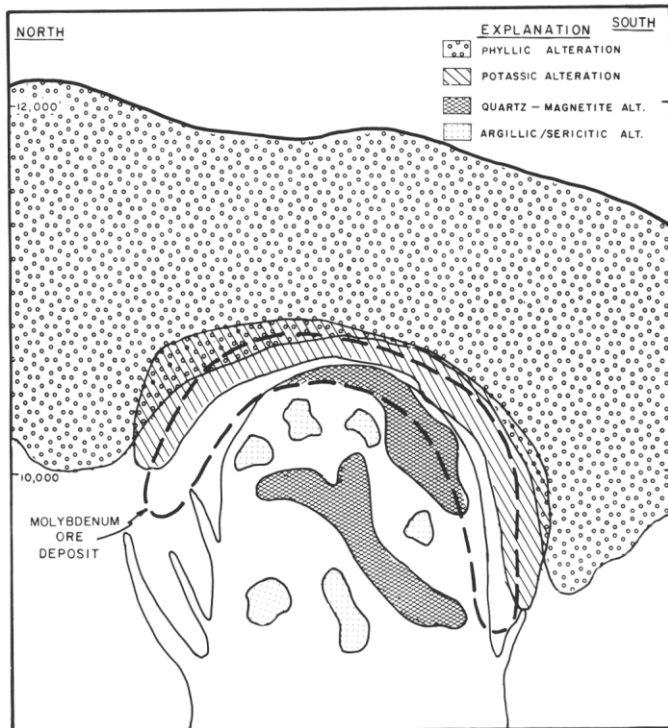 NORTH
SOUTH
EXPLANATION
PHYLLIC ALTERATION
POTASSIC ALTERATION
QUARTZ – MAGNETITE ALT.
ARGILLIC/SERICITIC ALT.
12,000'
10,000
MOLYBDENUM
ORE
DEPOSIT